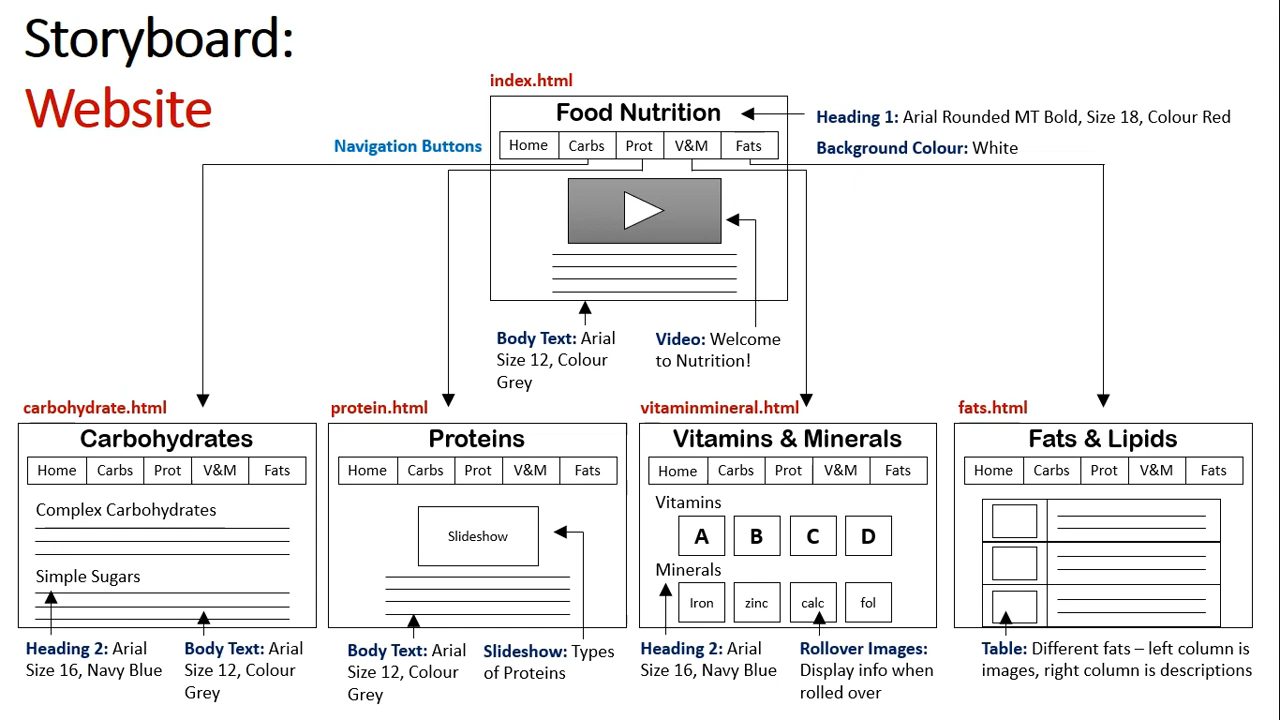 Storyboard:
Website
index.html
Food Nutrition
Home Carbs Prot V&M Fats
Navigation Buttons
Heading 1: Arial Rounded MT Bold, Size 18, Colour Red
Background Colour: White
Body Text: Arial
Size 12, Colour
Grey
Video: Welcome
to Nutrition!
carbohydrate.html
Carbohydrates
Home Carbs Prot V&M Fats
Complex Carbohydrates
Simple Sugars
Heading 2: Arial
Size 16, Navy Blue
Body Text: Arial
Size 12, Colour
Grey
protein.html
Proteins
Home Carbs Prot V&M Fats
Slideshow
Body Text: Arial
Size 12, Colour
Grey
Slideshow: Types
of Proteins
vitaminmineral.html
Vitamins & Minerals
Home Carbs Prot V&M Fats
Vitamins
A B C D
Minerals
Iron zinc calc fol
Heading 2: Arial
Size 16, Navy Blue
Rollover Images:
Display info when
rolled over
fats.html
Fats & Lipids
Home Carbs Prot V&M Fats
Table: Different fats – left column is
images, right column is descriptions